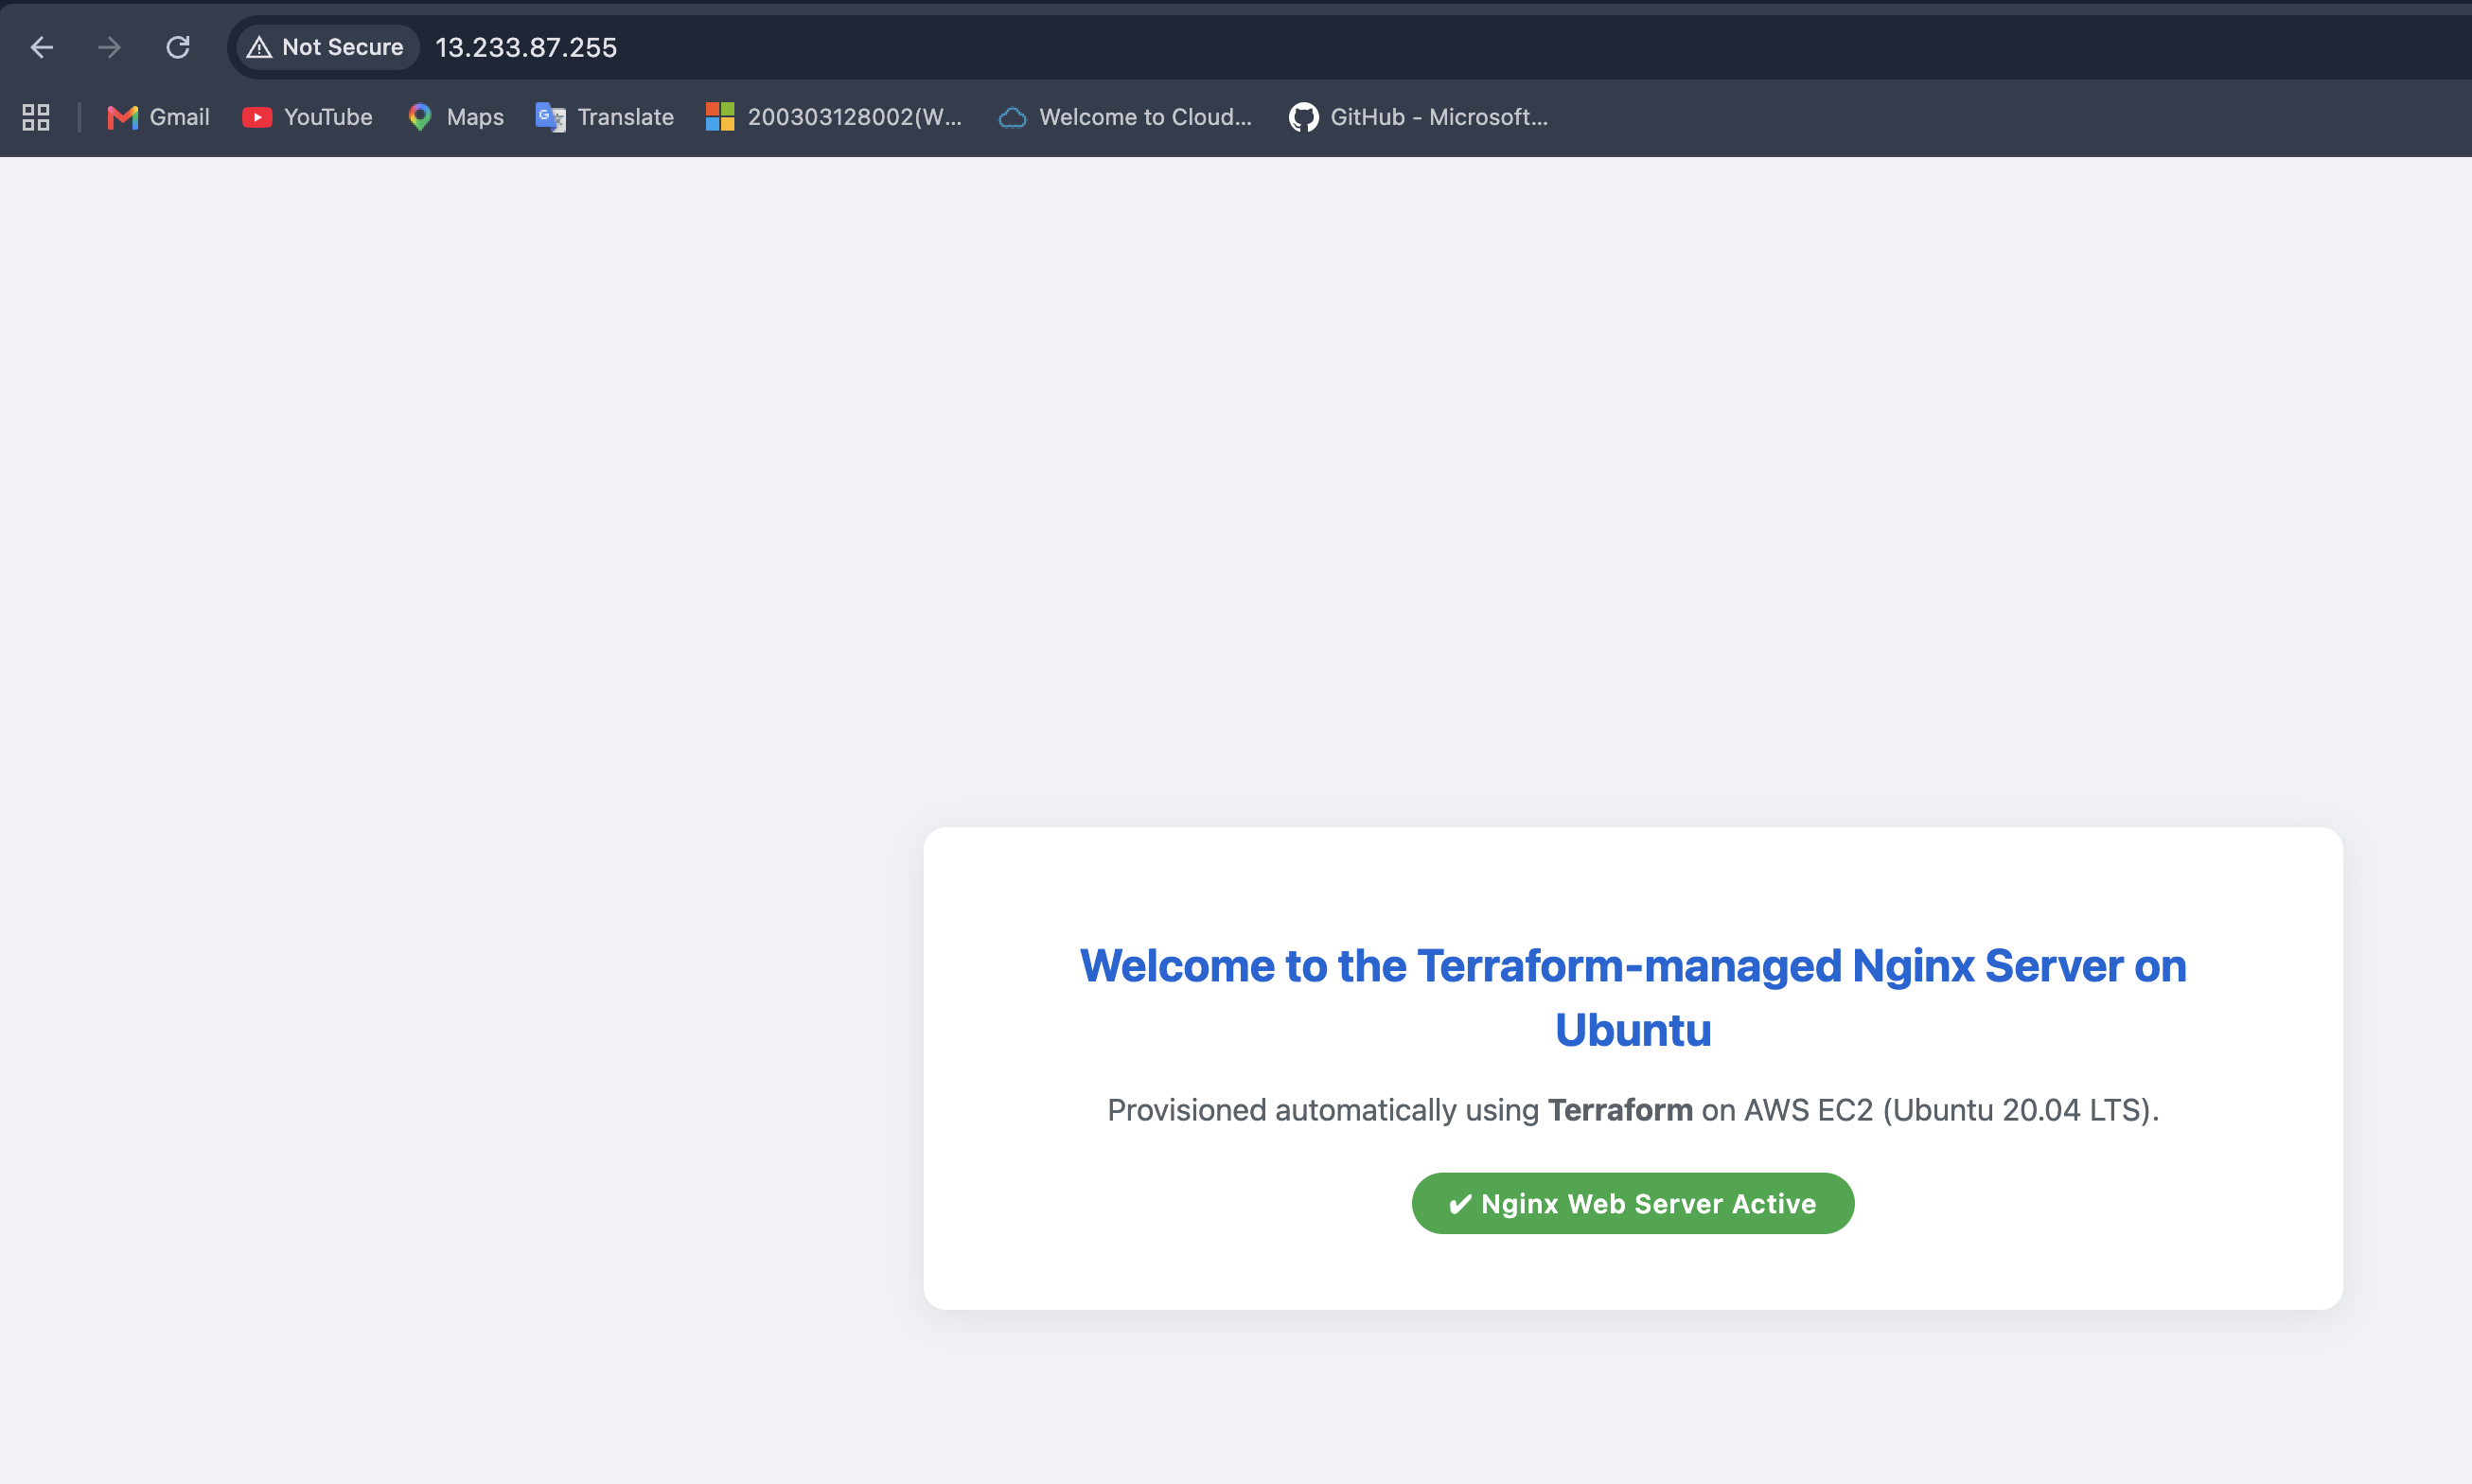 Not Secure 13.233.87.255
Gmail YouTube Maps Translate 200303128002(W... Welcome to Cloud... GitHub - Microsoft...
Welcome to the Terraform-managed Nginx Server on
Ubuntu
Provisioned automatically using Terraform on AWS EC2 (Ubuntu 20.04 LTS).
✔ Nginx Web Server Active